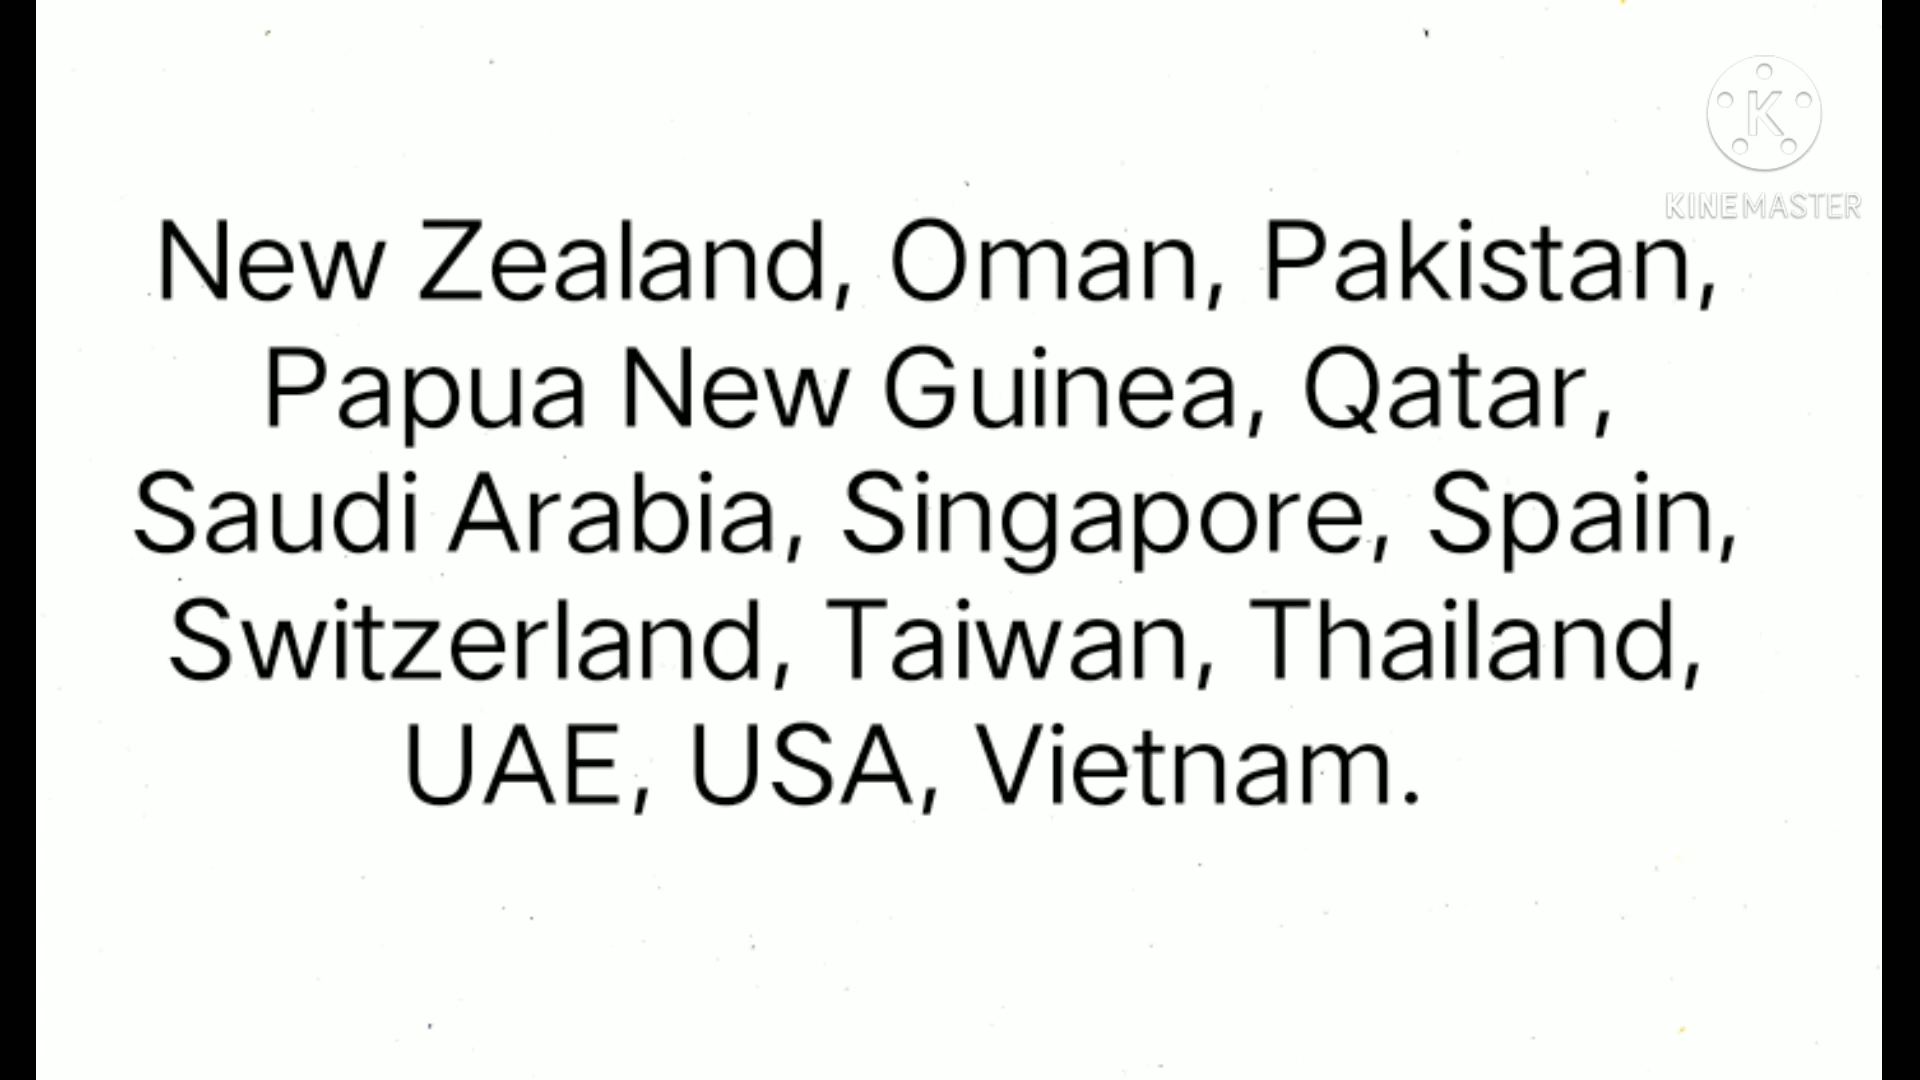 K
KINEMASTER
New Zealand, Oman, Pakistan,
Papua New Guinea, Qatar,
Saudi Arabia, Singapore, Spain,
Switzerland, Taiwan, Thailand,
UAE, USA, Vietnam.